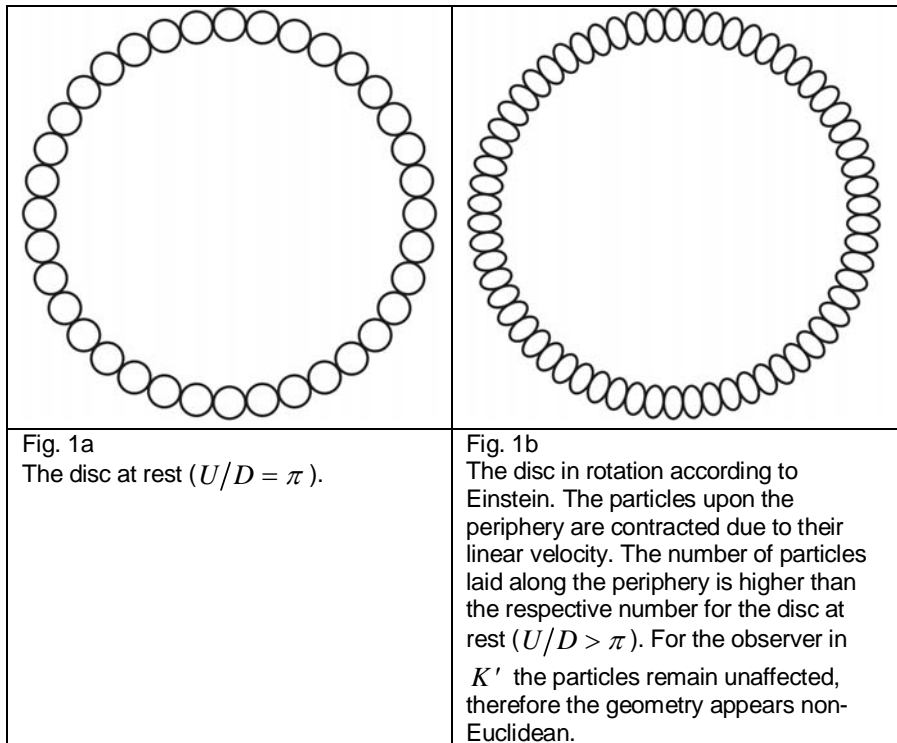 Fig. 1a
The disc at rest (U/D = π).
Fig. 1b
The disc in rotation according to
Einstein. The particles upon the
periphery are contracted due to their
linear velocity. The number of particles
laid along the periphery is higher than
the respective number for the disc at
rest (U/D > π). For the observer in
K′ the particles remain unaffected,
therefore the geometry appears non-
Euclidean.